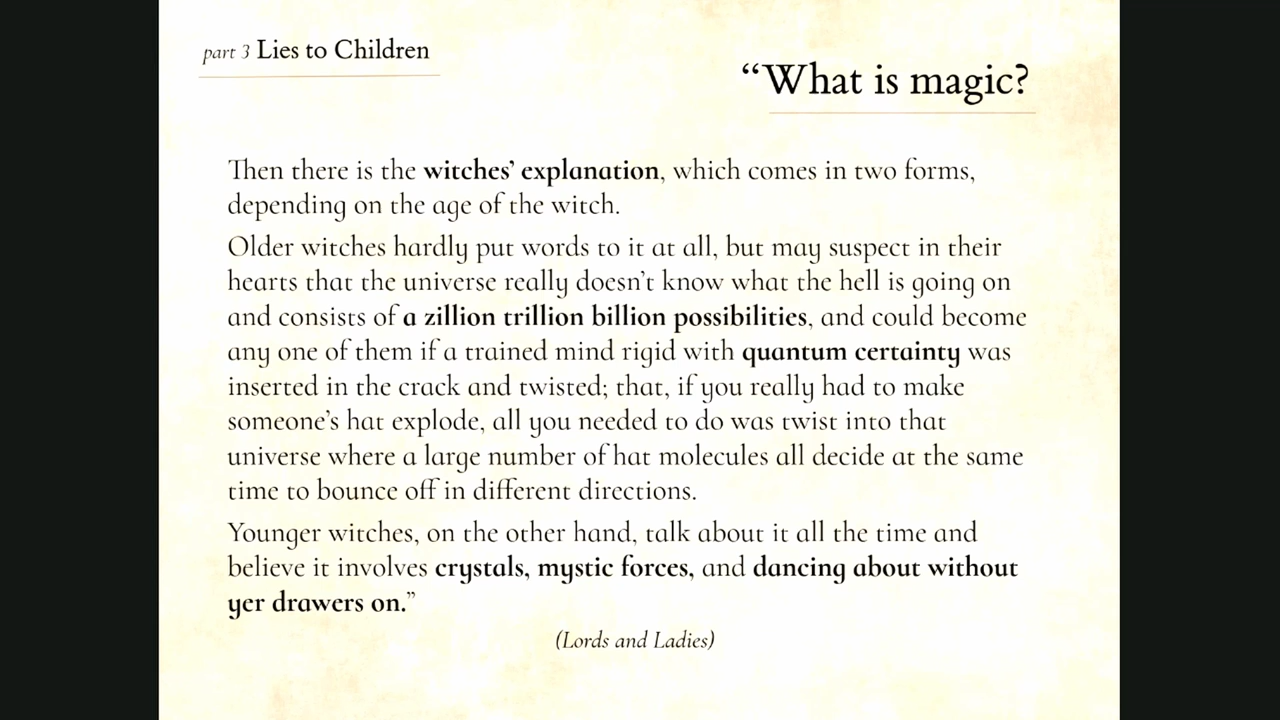 part 3 Lies to Children
“What is magic?
Then there is the witches’ explanation, which comes in two forms,
depending on the age of the witch.
Older witches hardly put words to it at all, but may suspect in their
hearts that the universe really doesn’t know what the hell is going on
and consists of a zillion trillion billion possibilities, and could become
any one of them if a trained mind rigid with quantum certainty was
inserted in the crack and twisted; that, if you really had to make
someone’s hat explode, all you needed to do was twist into that
universe where a large number of hat molecules all decide at the same
time to bounce off in different directions.
Younger witches, on the other hand, talk about it all the time and
believe it involves crystals, mystic forces, and dancing about without
yer drawers on.”
(Lords and Ladies)